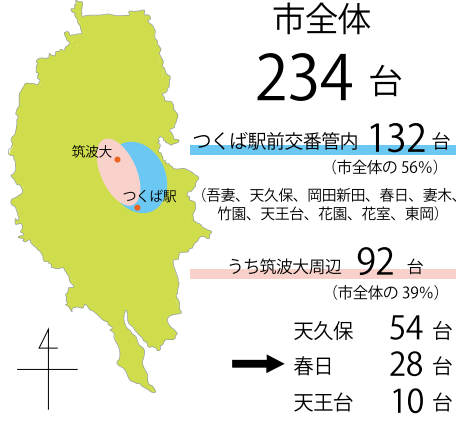 市全体
234 台
筑波大
つくば駅
つくば駅前交番管内 132 台
（市全体の 56%）
（吾妻、天久保、岡田新田、春日、妻木、
竹園、天王台、花園、花室、東岡）
うち筑波大周辺 92 台
（市全体の 39%）
天久保 54 台
春日 28 台
天王台 10 台